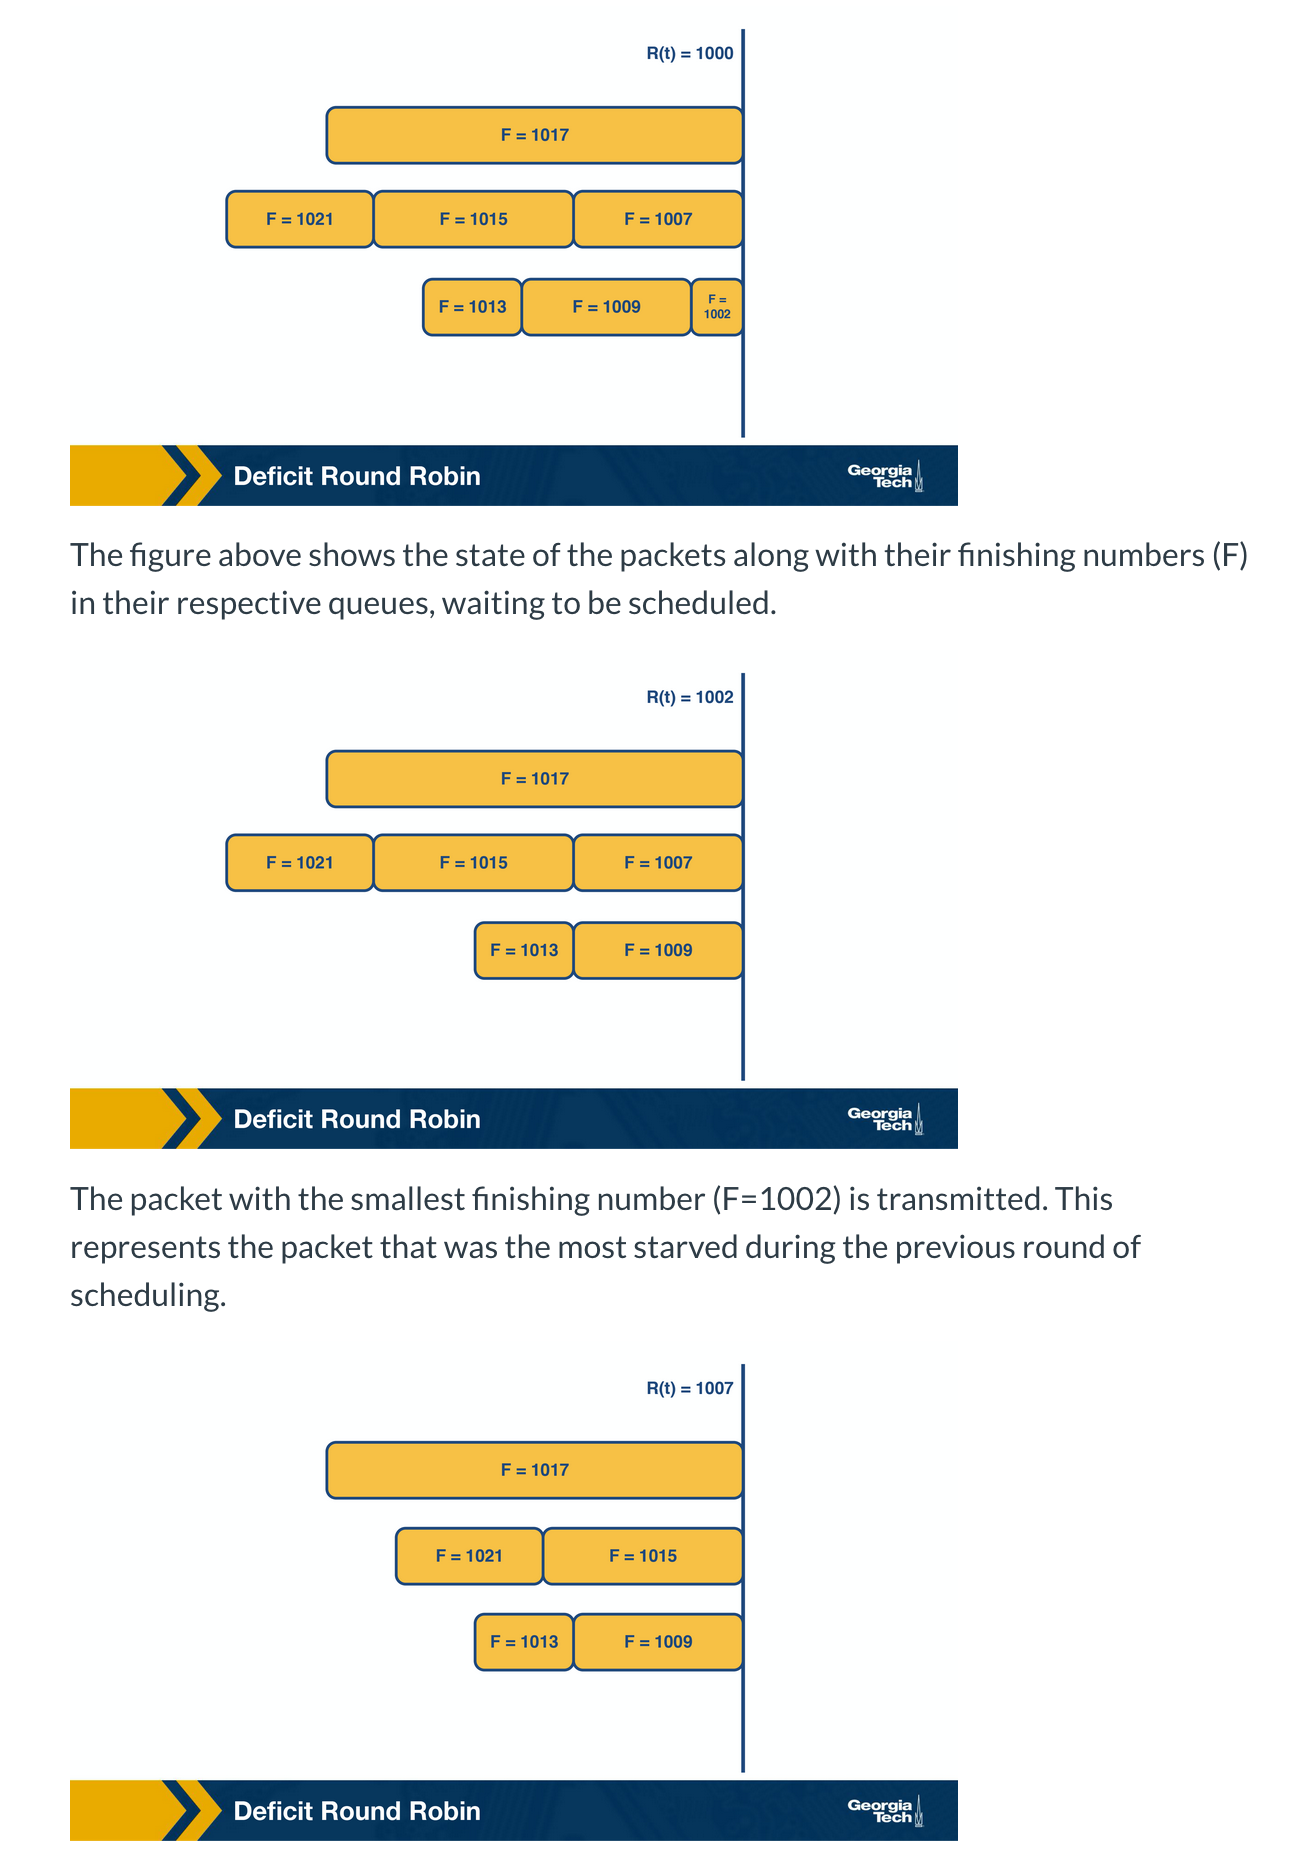 R(t) = 1000
F = 1017
F = 1021 F = 1015 F = 1007
F = 1013 F = 1009 F =
1002
Deficit Round Robin
Georgia
Tech
The figure above shows the state of the packets along with their finishing numbers (F)
in their respective queues, waiting to be scheduled.
R(t) = 1002
F = 1017
F = 1021 F = 1015 F = 1007
F = 1013 F = 1009
Deficit Round Robin
Georgia
Tech
The packet with the smallest finishing number (F=1002) is transmitted. This
represents the packet that was the most starved during the previous round of
scheduling.
R(t) = 1007
F = 1017
F = 1021 F = 1015
F = 1013 F = 1009
Deficit Round Robin
Georgia
Tech